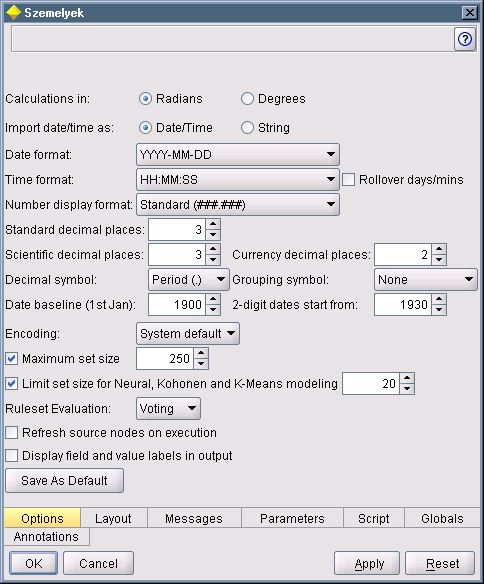 Szemelyek
Calculations in: Radians Degrees
Import date/time as: Date/Time String
Date format: YYYY-MM-DD
Time format: HH:MM:SS Rollover days/mins
Number display format: Standard (###.###)
Standard decimal places: 3
Scientific decimal places: 3 Currency decimal places: 2
Decimal symbol: Period (.) Grouping symbol: None
Date baseline (1st Jan): 1900 2-digit dates start from: 1930
Encoding: System default
Maximum set size 250
Limit set size for Neural, Kohonen and K-Means modeling 20
Ruleset Evaluation: Voting
Refresh source nodes on execution
Display field and value labels in output
Save As Default
Options Layout Messages Parameters Script Globals
Annotations
OK Cancel Apply Reset